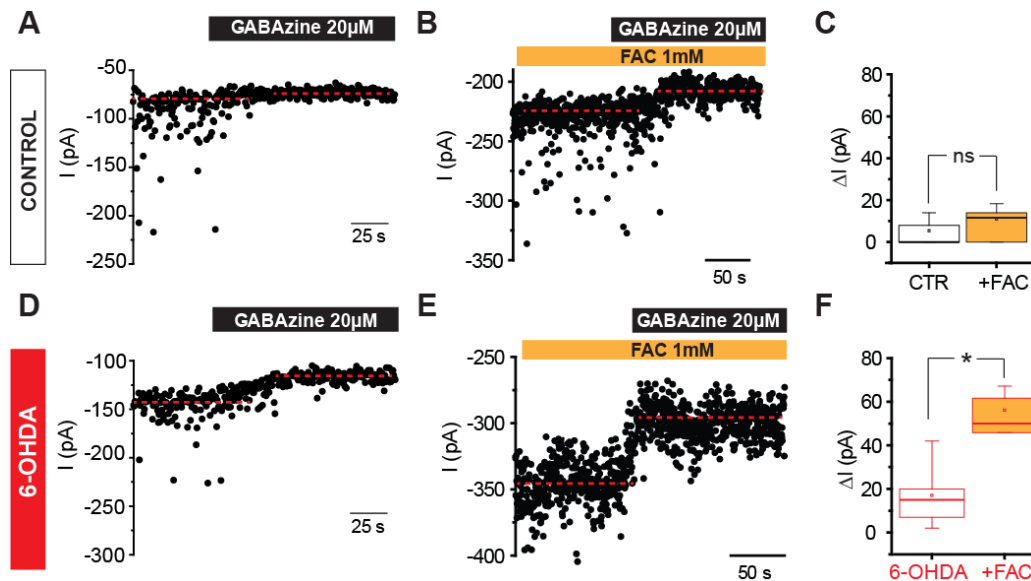 A
GABAzine 20µM
CONTROL
I (pA)
-50
-100
-150
-200
-250
25 s
B
GABAzine 20µM
FAC 1mM
I (pA)
-200
-250
-300
-350
50 s
C
ΔI (pA)
80
60
40
20
0
ns
CTR
+FAC
D
GABAzine 20µM
6-OHDA
I (pA)
-100
-150
-200
-250
-300
25 s
E
GABAzine 20µM
FAC 1mM
I (pA)
-250
-300
-350
-400
50 s
F
ΔI (pA)
80
60
40
20
0
*
6-OHDA
+FAC